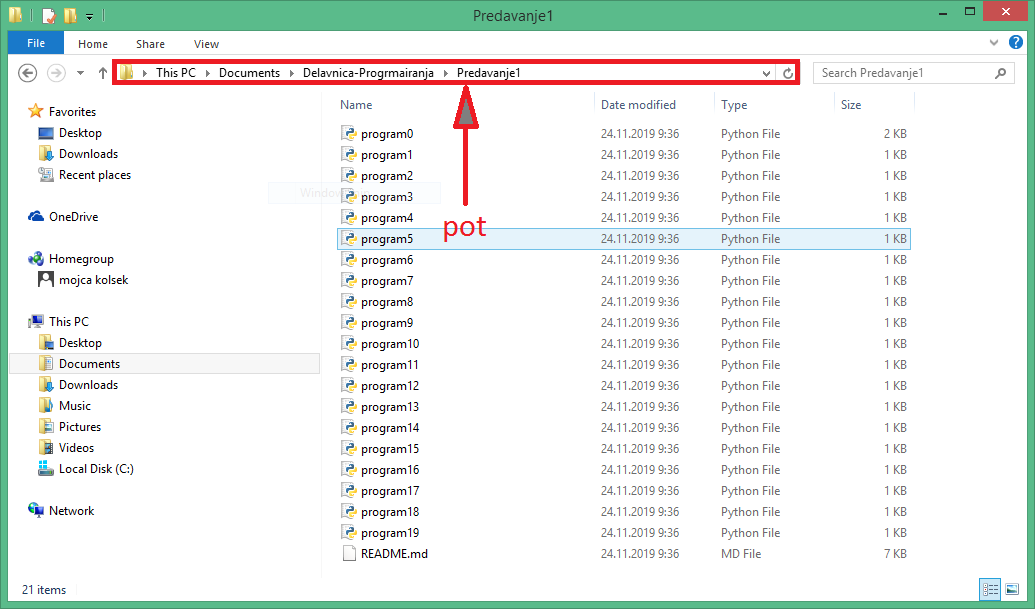 Predavanje1
File Home Share View
This PC Documents Delavnica-Progrmairanja Predavanje1
Search Predavanje1
Favorites
Desktop
Downloads
Recent places
OneDrive
Homegroup
mojca kolsek
This PC
Desktop
Documents
Downloads
Music
Pictures
Videos
Local Disk (C:)
Network
Name Date modified Type Size
program0 24.11.2019 9:36 Python File 2 KB
program1 24.11.2019 9:36 Python File 1 KB
program2 24.11.2019 9:36 Python File 1 KB
program3 24.11.2019 9:36 Python File 1 KB
program4 24.11.2019 9:36 Python File 1 KB
pot
program5 24.11.2019 9:36 Python File 1 KB
program6 24.11.2019 9:36 Python File 1 KB
program7 24.11.2019 9:36 Python File 1 KB
program8 24.11.2019 9:36 Python File 1 KB
program9 24.11.2019 9:36 Python File 1 KB
program10 24.11.2019 9:36 Python File 1 KB
program11 24.11.2019 9:36 Python File 1 KB
program12 24.11.2019 9:36 Python File 1 KB
program13 24.11.2019 9:36 Python File 1 KB
program14 24.11.2019 9:36 Python File 1 KB
program15 24.11.2019 9:36 Python File 1 KB
program16 24.11.2019 9:36 Python File 1 KB
program17 24.11.2019 9:36 Python File 1 KB
program18 24.11.2019 9:36 Python File 1 KB
program19 24.11.2019 9:36 Python File 1 KB
README.md 24.11.2019 9:36 MD File 7 KB
21 items